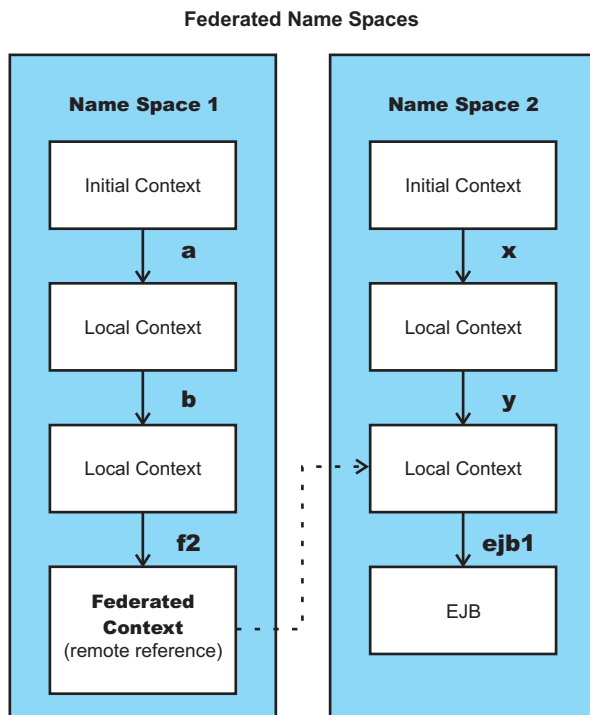 Federated Name Spaces
Name Space 1
Initial Context
a
Local Context
b
Local Context
f2
Federated
Context
(remote reference)
Name Space 2
Initial Context
x
Local Context
y
Local Context
ejb1
EJB